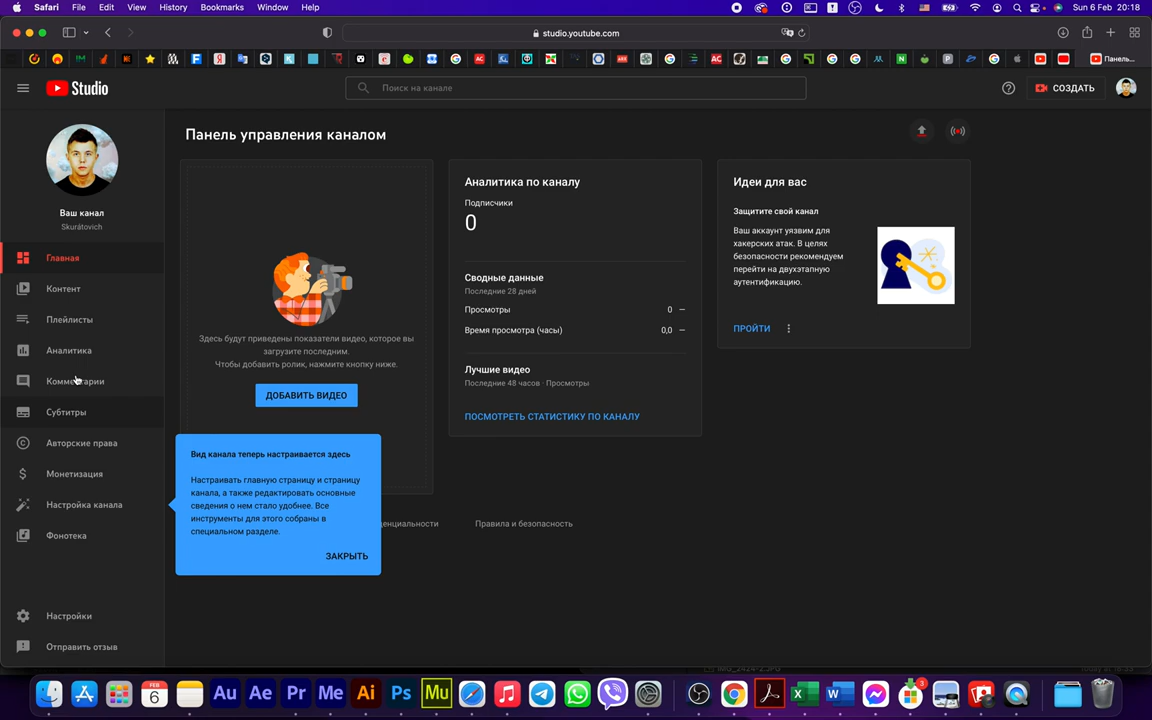 Safari File Edit View History Bookmarks Window Help
Sun 6 Feb 20:18
studio.youtube.com
Панель...
Studio
Поиск на канале
СОЗДАТЬ
Ваш канал
Skurátovich
Главная
Контент
Плейлисты
Аналитика
Комментарии
Субтитры
Авторские права
Монетизация
Настройка канала
Фонотека
Настройки
Отправить отзыв
Панель управления каналом
Здесь будут приведены показатели видео, которое вы
загрузите последним.
Чтобы добавить ролик, нажмите кнопку ниже.
ДОБАВИТЬ ВИДЕО
Вид канала теперь настраивается здесь
Настраивать главную страницу и страницу
канала, а также редактировать основные
сведения о нем стало удобнее. Все
инструменты для этого собраны в
специальном разделе.
ЗАКРЫТЬ
Аналитика по каналу
Подписчики
0
Сводные данные
Последние 28 дней
Просмотры 0 —
Время просмотра (часы) 0,0 —
Лучшие видео
Последние 48 часов · Просмотры
ПОСМОТРЕТЬ СТАТИСТИКУ ПО КАНАЛУ
Идеи для вас
Защитите свой канал
Ваш аккаунт уязвим для
хакерских атак. В целях
безопасности рекомендуем
перейти на двухэтапную
аутентификацию.
ПРОЙТИ
Правила и безопасность
FEB
6
Au Ae Pr Me Ai Ps Mu
3